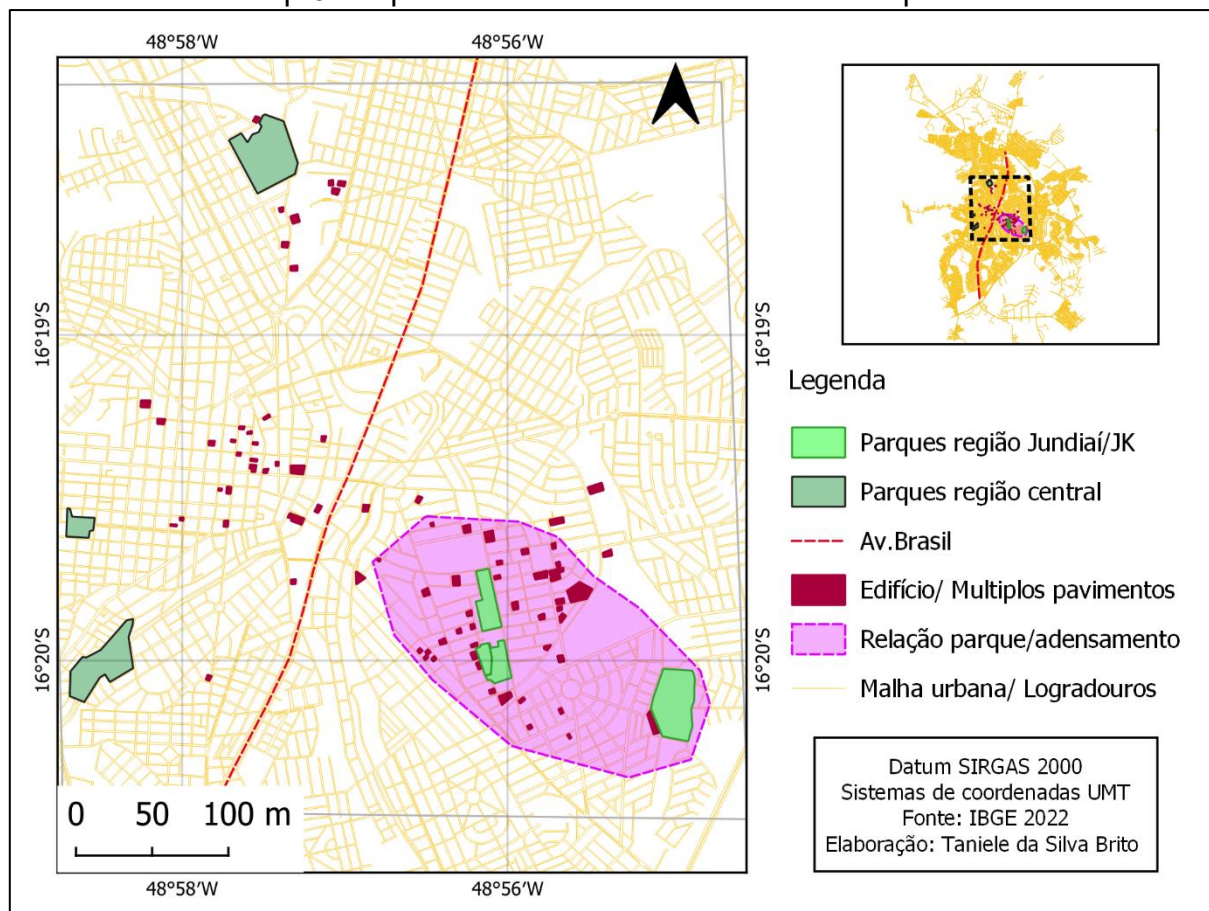 48°58'W
48°56'W
16°19'S
16°19'S
16°20'S
16°20'S
0 50 100 m
48°58'W
48°56'W
Legenda
Parques região Jundiaí/JK
Parques região central
Av.Brasil
Edifício/ Multiplos pavimentos
Relação parque/adensamento
Malha urbana/ Logradouros
Datum SIRGAS 2000
Sistemas de coordenadas UMT
Fonte: IBGE 2022
Elaboração: Taniele da Silva Brito